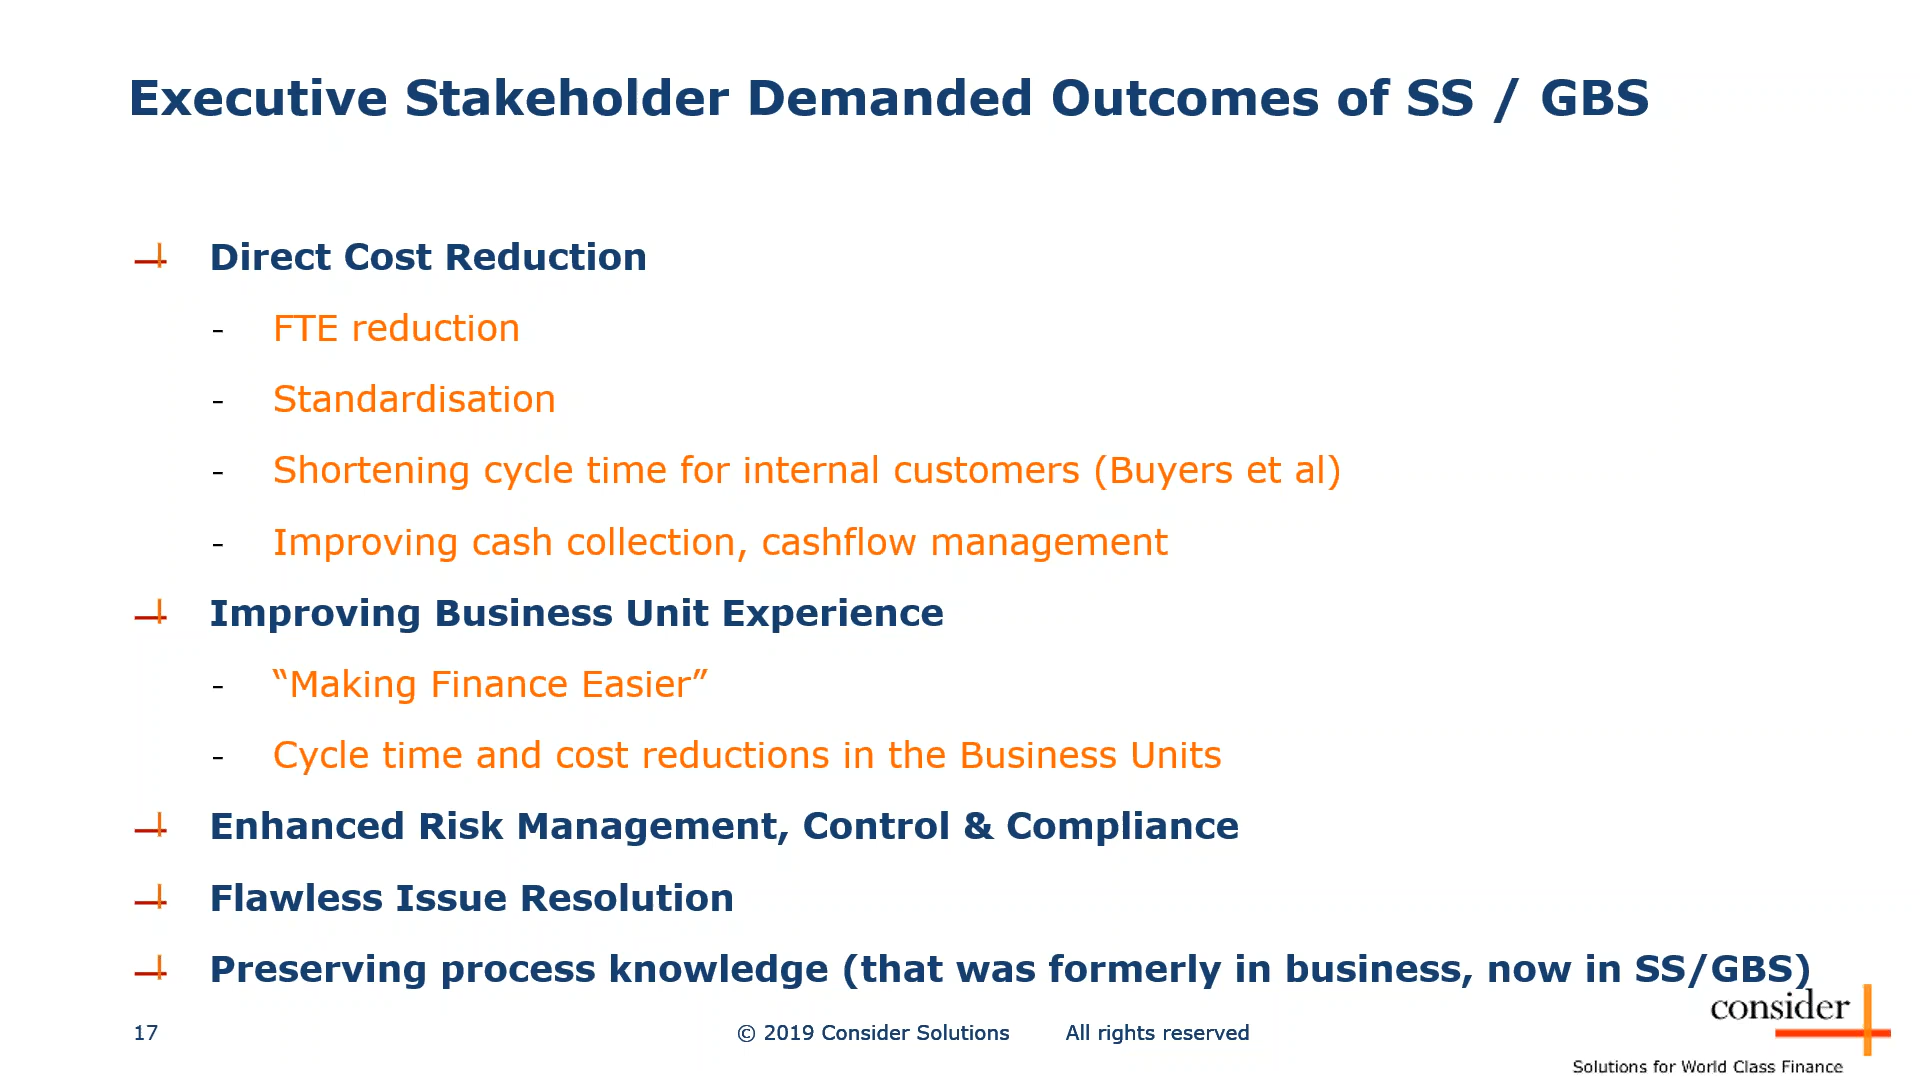 Executive Stakeholder Demanded Outcomes of SS / GBS
Direct Cost Reduction
- FTE reduction
- Standardisation
- Shortening cycle time for internal customers (Buyers et al)
- Improving cash collection, cashflow management
Improving Business Unit Experience
- “Making Finance Easier”
- Cycle time and cost reductions in the Business Units
Enhanced Risk Management, Control & Compliance
Flawless Issue Resolution
Preserving process knowledge (that was formerly in business, now in SS/GBS)
consider
17 © 2019 Consider Solutions All rights reserved
Solutions for World Class Finance